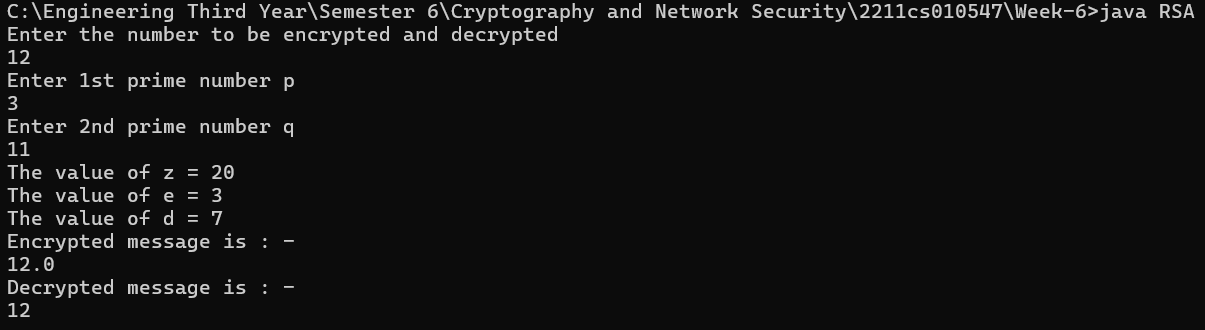 C:\Engineering Third Year\Semester 6\Cryptography and Network Security\2211cs010547\Week-6>java RSA
Enter the number to be encrypted and decrypted
12
Enter 1st prime number p
3
Enter 2nd prime number q
11
The value of z = 20
The value of e = 3
The value of d = 7
Encrypted message is : -
12.0
Decrypted message is : -
12